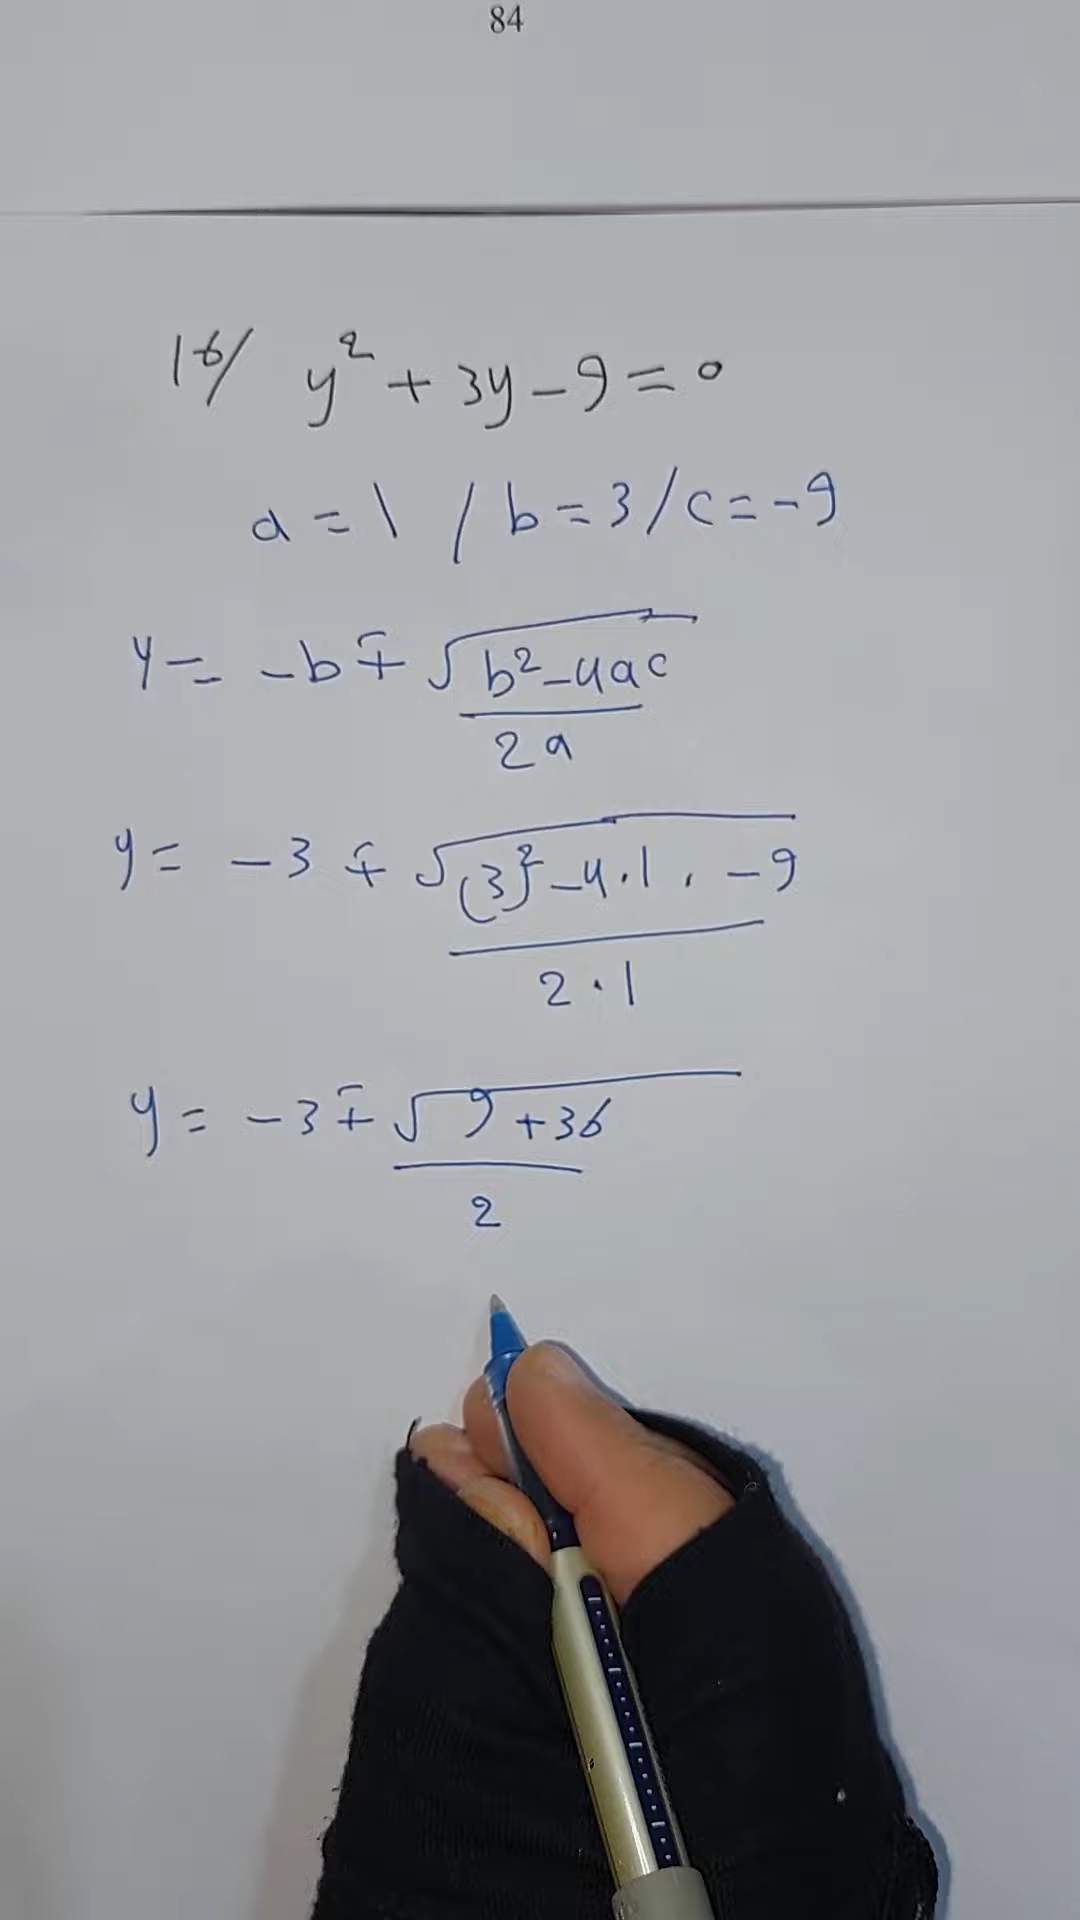 84
16/ y² + 3y - 9 = 0
a = 1 / b = 3 / c = -9
y = -b ∓ √b² - 4ac
2a
y = -3 ∓ √(3)² - 4 . 1 . -9
2 . 1
y = -3 ∓ √9 + 36
2